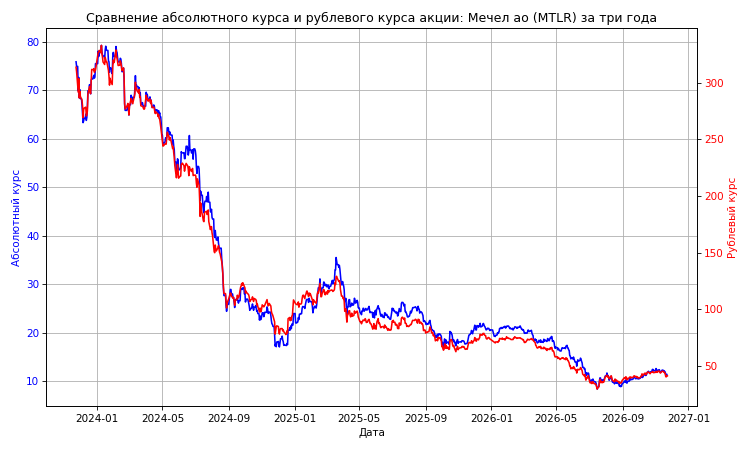 Сравнение абсолютного курса и рублевого курса акции: Мечел ао (MTLR) за три года
80
70
60
50
40
30
20
10
Абсолютный курс
300
250
200
150
100
50
Рублевый курс
2024-01 2024-05 2024-09 2025-01 2025-05 2025-09 2026-01 2026-05 2026-09 2027-01
Дата